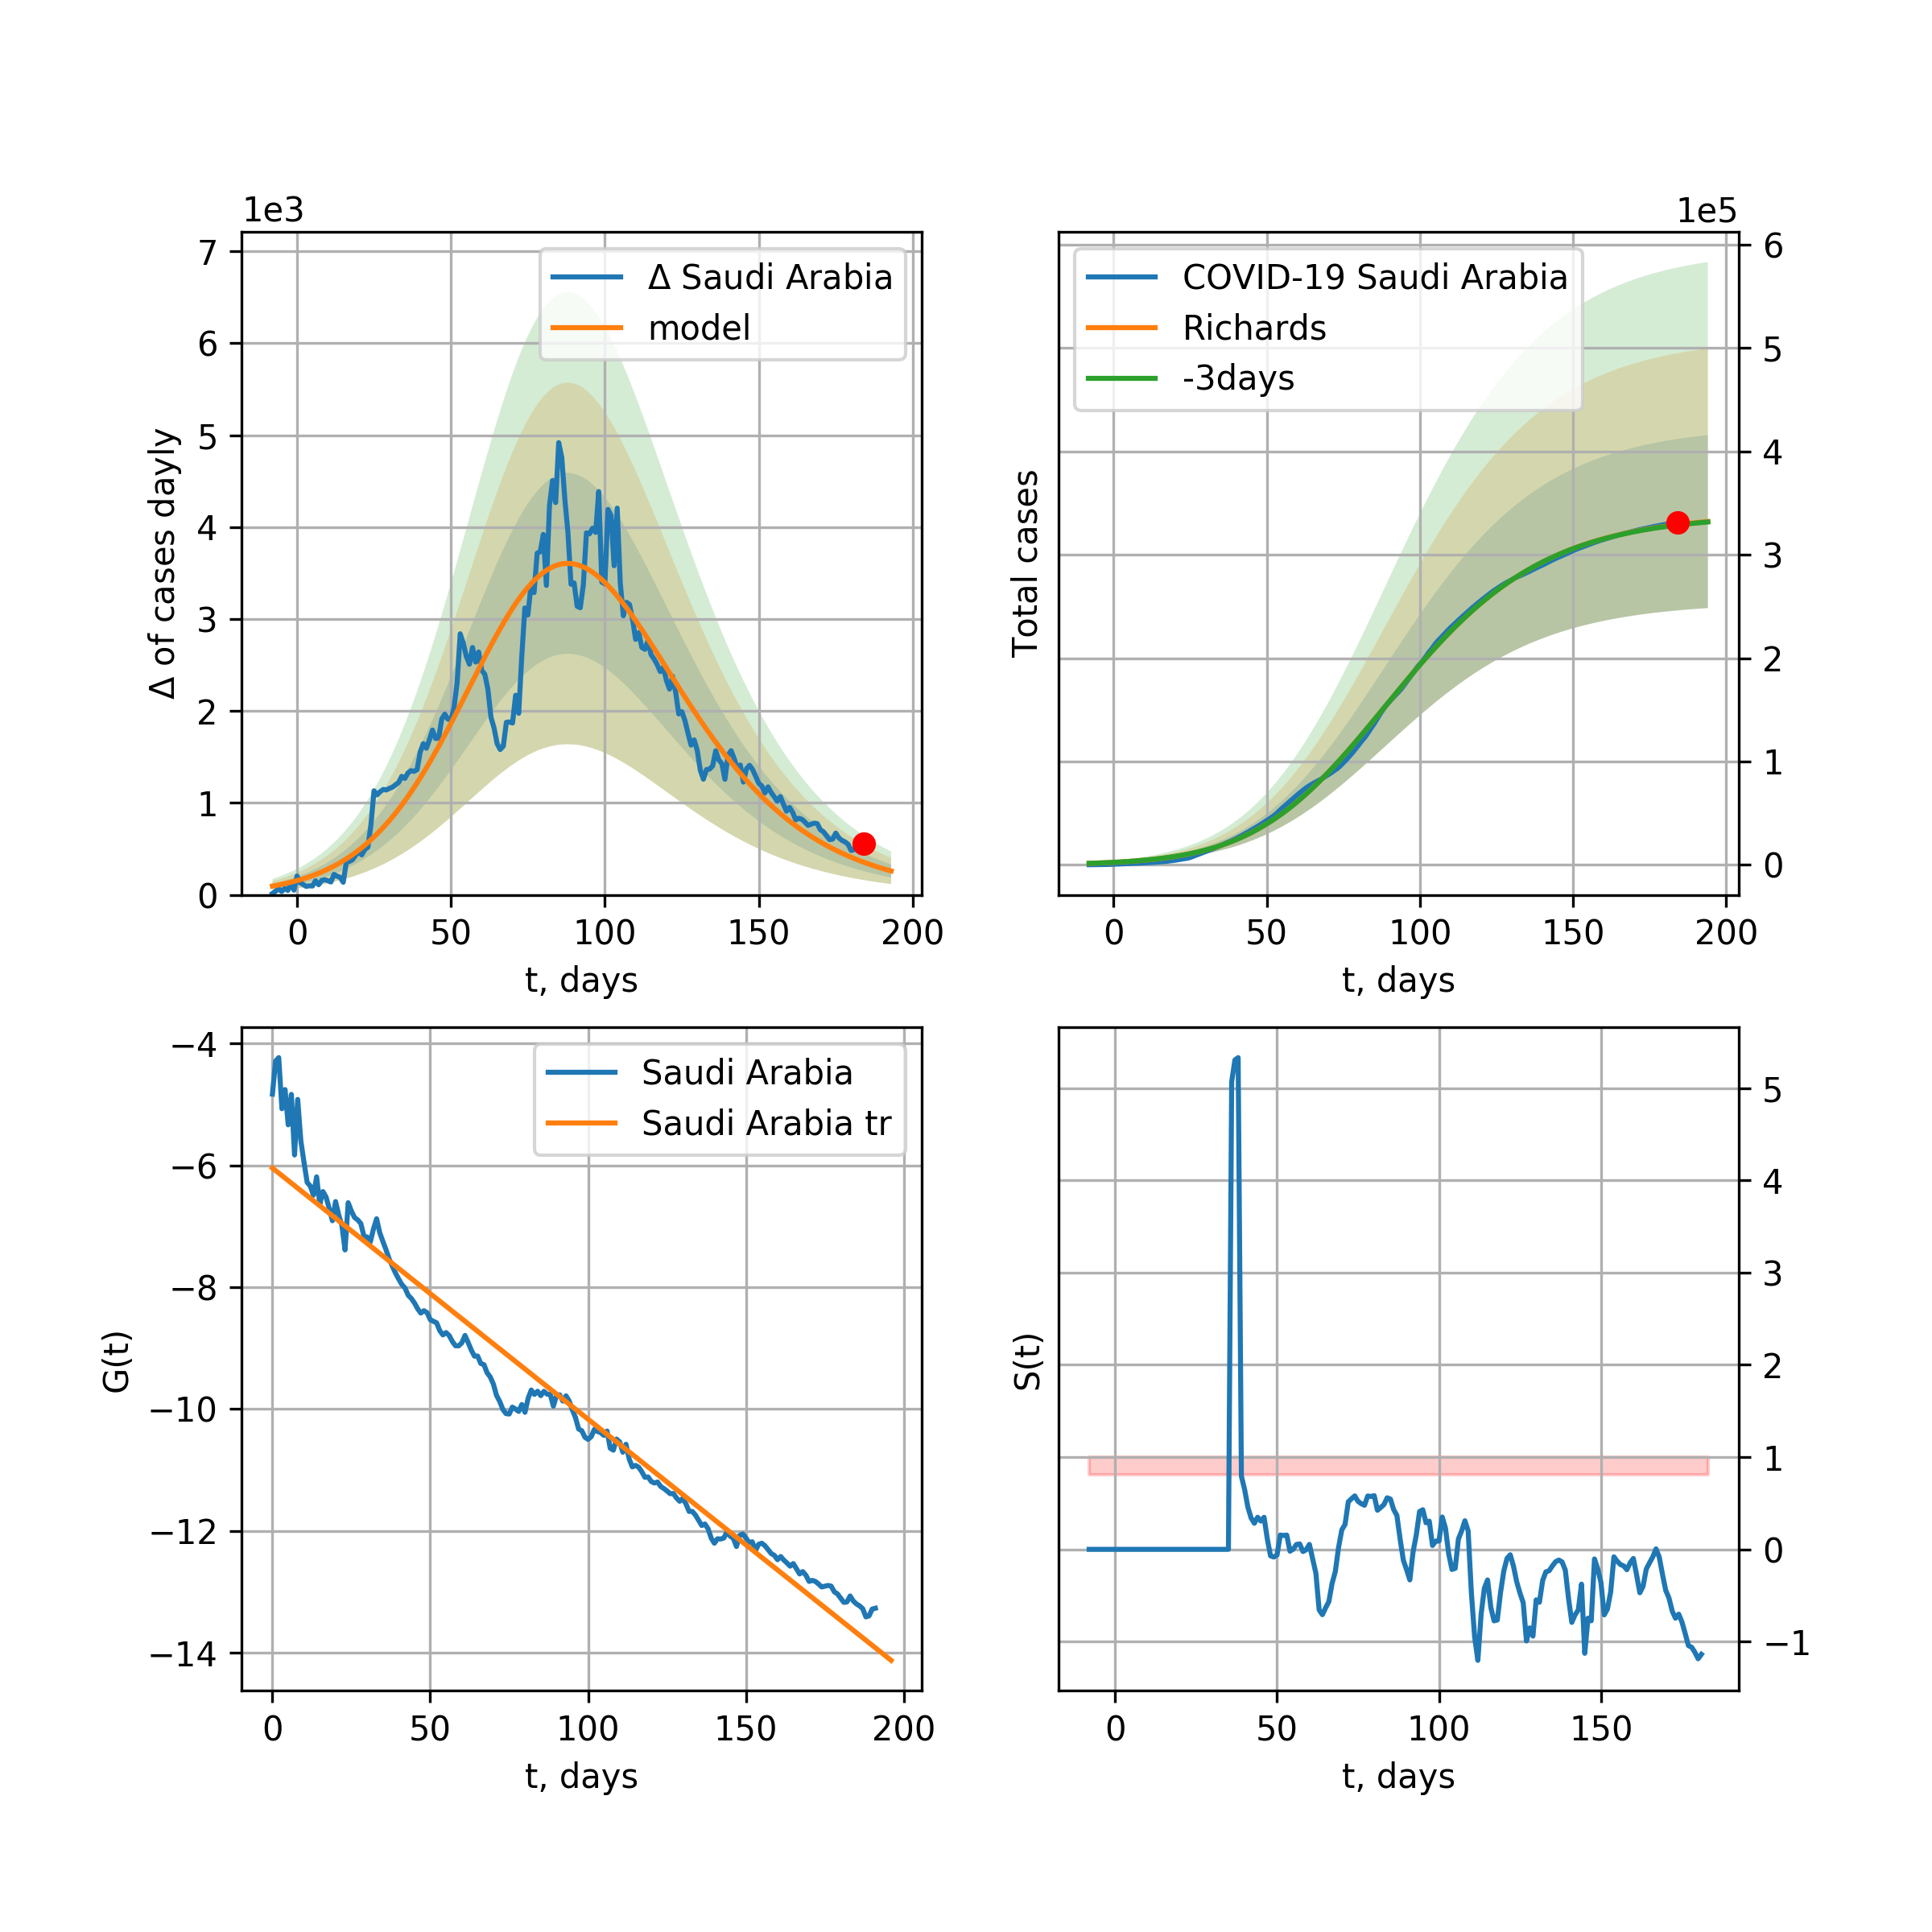 1e3
7
6
5
4
3
2
1
0
Δ of cases dayly
Δ Saudi Arabia
model
0 50 100 150 200
t, days
1e5
6
5
4
3
2
1
0
Total cases
COVID-19 Saudi Arabia
Richards
-3days
0 50 100 150 200
t, days
−4
−6
−8
−10
−12
−14
G(t)
Saudi Arabia
Saudi Arabia tr
0 50 100 150 200
t, days
5
4
3
2
1
0
−1
S(t)
0 50 100 150
t, days